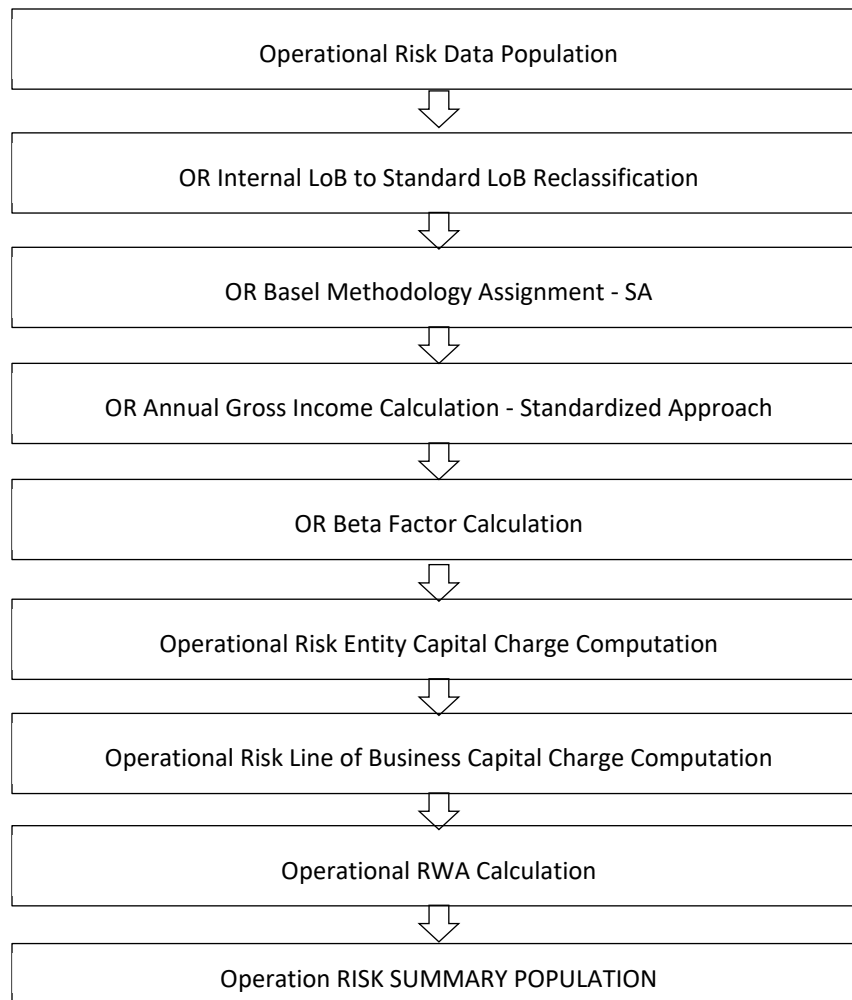 Operational Risk Data Population
OR Internal LoB to Standard LoB Reclassification
OR Basel Methodology Assignment - SA
OR Annual Gross Income Calculation - Standardized Approach
OR Beta Factor Calculation
Operational Risk Entity Capital Charge Computation
Operational Risk Line of Business Capital Charge Computation
Operational RWA Calculation
Operation RISK SUMMARY POPULATION